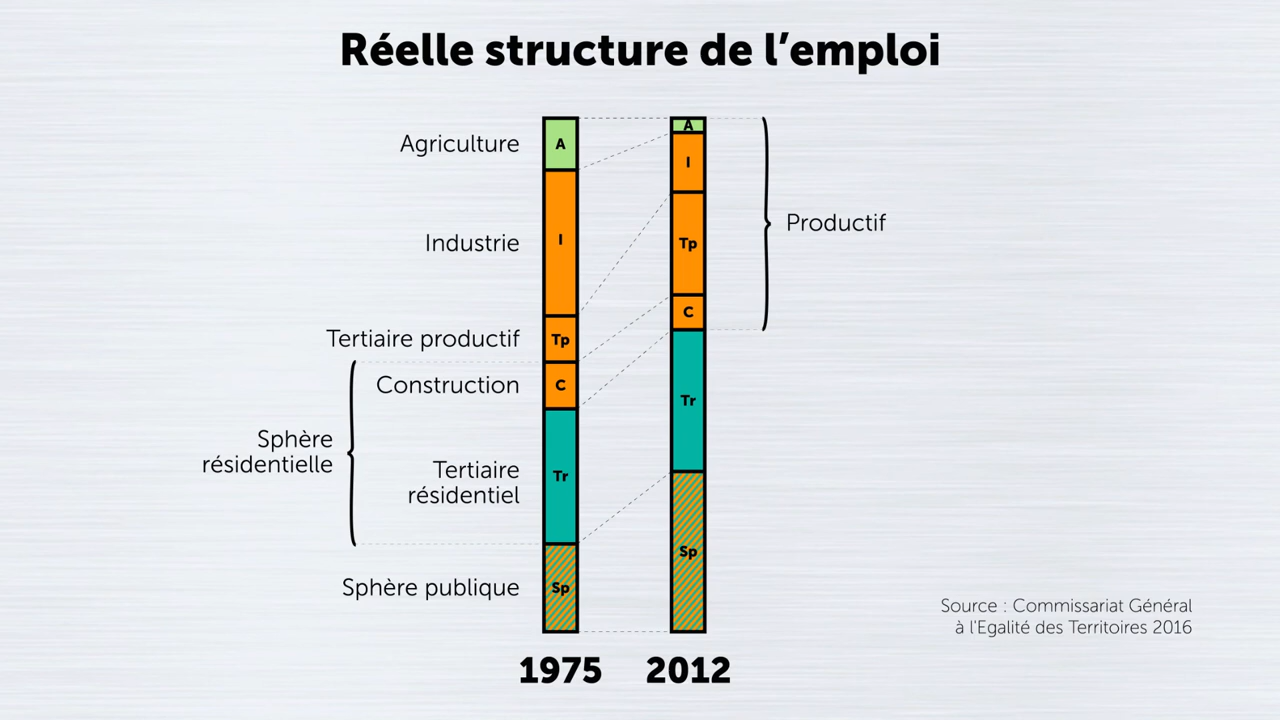 Réelle structure de l’emploi
Agriculture
Industrie
Tertiaire productif
Construction
Sphère
résidentielle
Tertiaire
résidentiel
Sphère publique
A
I
Tp
C
Tr
Sp
A
I
Tp
C
Tr
Sp
Productif
1975
2012
Source : Commissariat Général
à l'Egalité des Territoires 2016